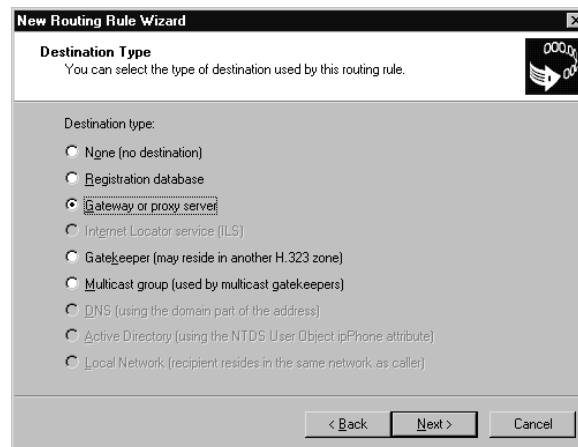 New Routing Rule Wizard
Destination Type
You can select the type of destination used by this routing rule.
Destination type:
None (no destination)
Registration database
Gateway or proxy server
Internet Locator service (ILS)
Gatekeeper (may reside in another H.323 zone)
Multicast group (used by multicast gatekeepers)
DNS (using the domain part of the address)
Active Directory (using the NTDS User Object ipPhone attribute)
Local Network (recipient resides in the same network as caller)
< Back
Next >
Cancel